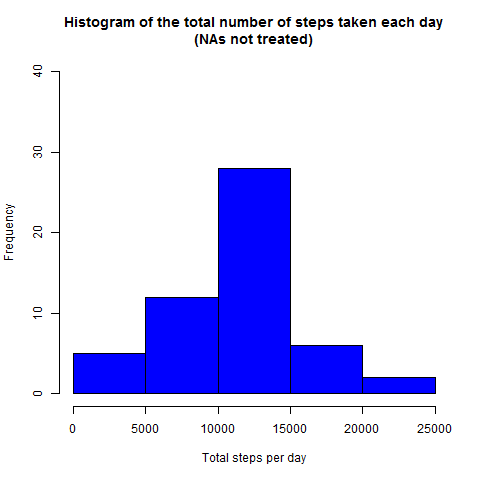 Histogram of the total number of steps taken each day
(NAs not treated)
40
30
20
10
0
Frequency
0 5000 10000 15000 20000 25000
Total steps per day